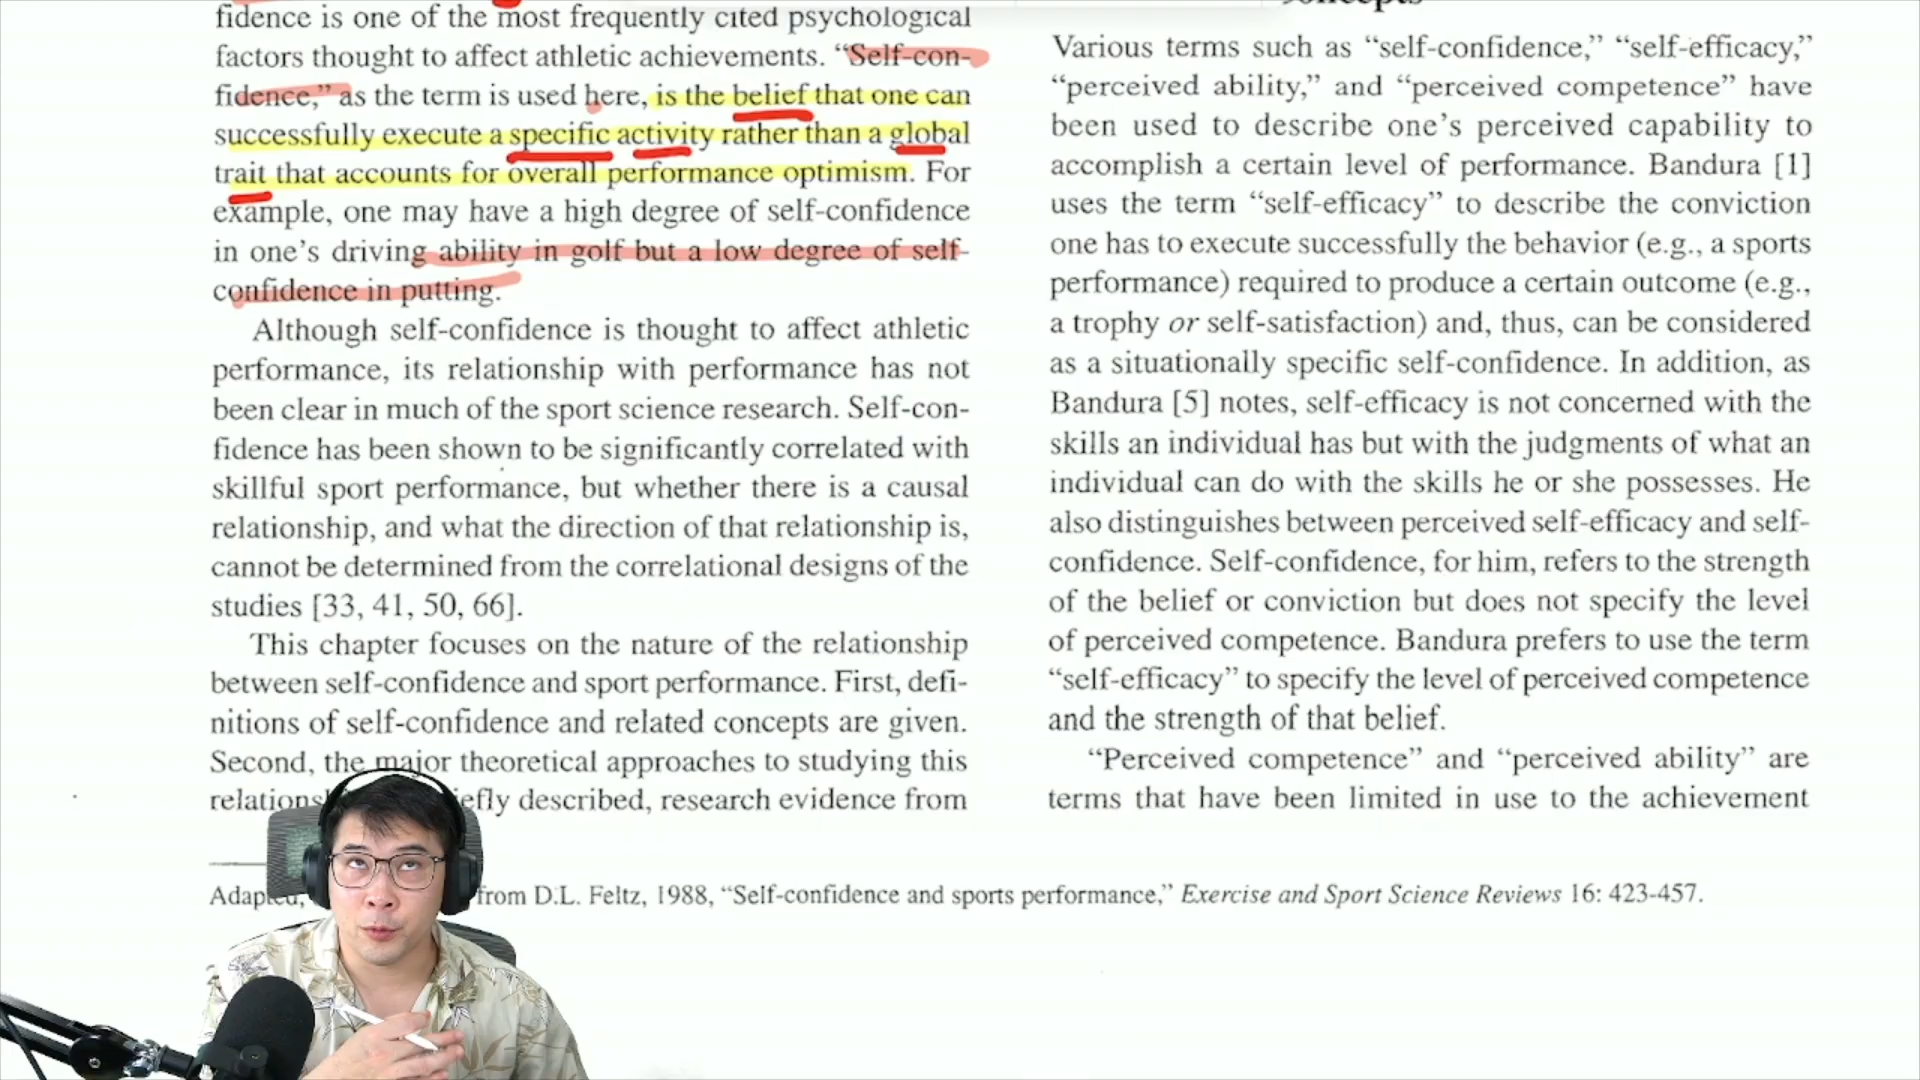 fidence is one of the most frequently cited psychological
factors thought to affect athletic achievements. “Self-con-
fidence,” as the term is used here, is the belief that one can
successfully execute a specific activity rather than a global
trait that accounts for overall performance optimism. For
example, one may have a high degree of self-confidence
in one’s driving ability in golf but a low degree of self-
confidence in putting.
Although self-confidence is thought to affect athletic
performance, its relationship with performance has not
been clear in much of the sport science research. Self-con-
fidence has been shown to be significantly correlated with
skillful sport performance, but whether there is a causal
relationship, and what the direction of that relationship is,
cannot be determined from the correlational designs of the
studies [33, 41, 50, 66].
This chapter focuses on the nature of the relationship
between self-confidence and sport performance. First, defi-
nitions of self-confidence and related concepts are given.
Second, the major theoretical approaches to studying this
described, research evidence from
Various terms such as “self-confidence,” “self-efficacy,”
“perceived ability,” and “perceived competence” have
been used to describe one’s perceived capability to
accomplish a certain level of performance. Bandura [1]
uses the term “self-efficacy” to describe the conviction
one has to execute successfully the behavior (e.g., a sports
performance) required to produce a certain outcome (e.g.,
a trophy or self-satisfaction) and, thus, can be considered
as a situationally specific self-confidence. In addition, as
Bandura [5] notes, self-efficacy is not concerned with the
skills an individual has but with the judgments of what an
individual can do with the skills he or she possesses. He
also distinguishes between perceived self-efficacy and self-
confidence. Self-confidence, for him, refers to the strength
of the belief or conviction but does not specify the level
of perceived competence. Bandura prefers to use the term
“self-efficacy” to specify the level of perceived competence
and the strength of that belief.
“Perceived competence” and “perceived ability” are
terms that have been limited in use to the achievement
from D.L. Feltz, 1988, “Self-confidence and sports performance,” Exercise and Sport Science Reviews 16: 423-457.